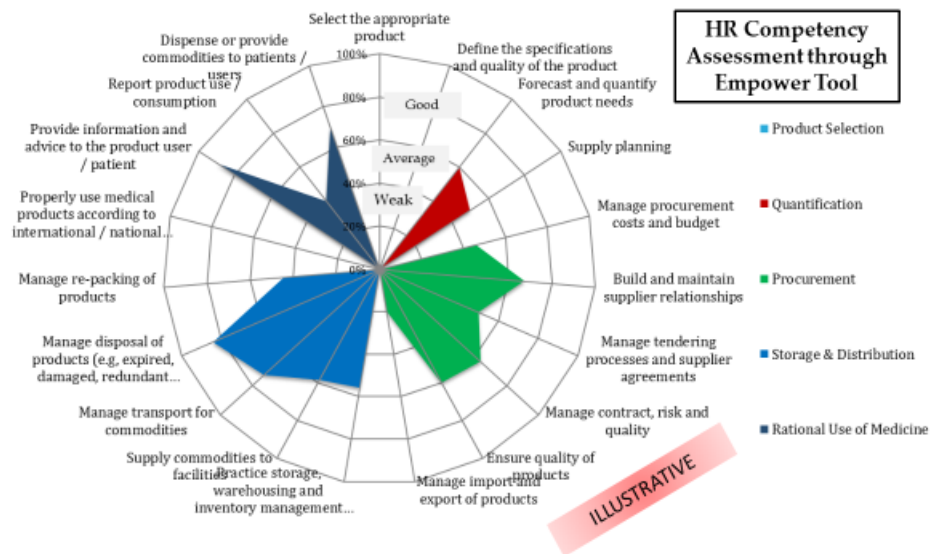 Select the appropriate
product
Define the specifications
and quality of the product
Forecast and quantify
product needs
Supply planning
Manage procurement
costs and budget
Build and maintain
supplier relationships
Manage tendering
processes and supplier
agreements
Manage contract, risk and
quality
Ensure quality of
products
Manage import and
export of products
Practice storage,
warehousing and
inventory management...
Supply commodities to
facilities
Manage transport for
commodities
Manage disposal of
products (e.g, expired,
damaged, redundant...
Manage re-packing of
products
Properly use medical
products according to
international / national...
Provide information and
advice to the product user
/ patient
Report product use /
consumption
Dispense or provide
commodities to patients /
users
100%
80%
60%
40%
20%
0%
Good
Average
Weak
HR Competency
Assessment through
Empower Tool
Product Selection
Quantification
Procurement
Storage & Distribution
Rational Use of Medicine
ILLUSTRATIVE